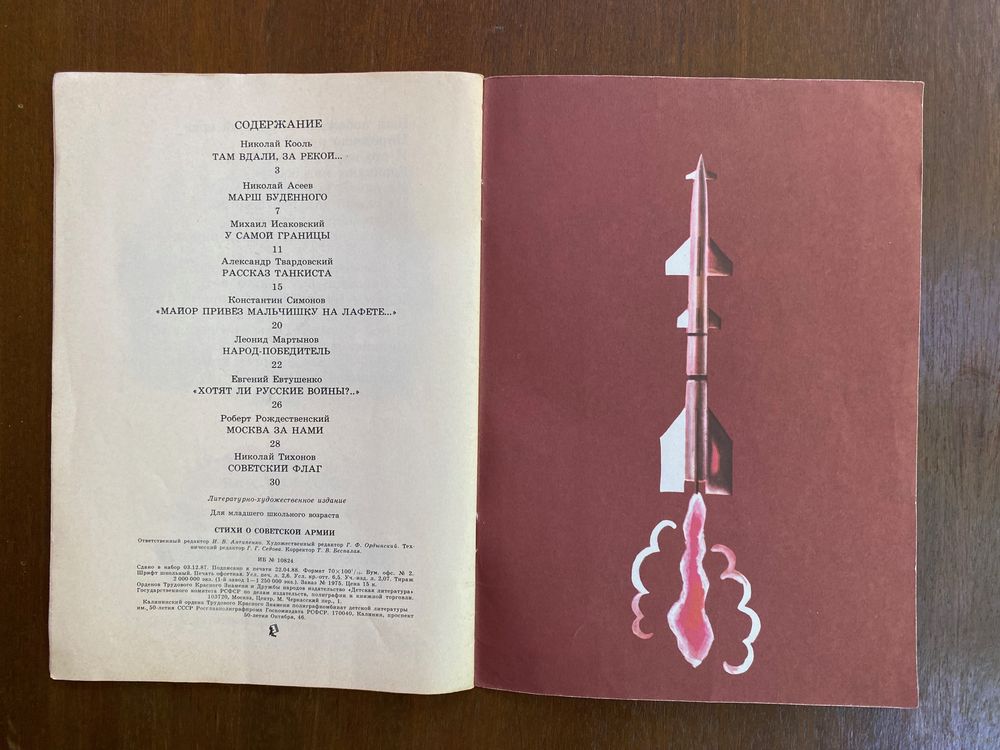 СОДЕРЖАНИЕ
Николай Кооль
ТАМ ВДАЛИ, ЗА РЕКОЙ...
3
Николай Асеев
МАРШ БУДЕННОГО
7
Михаил Исаковский
У САМОЙ ГРАНИЦЫ
11
Александр Твардовский
РАССКАЗ ТАНКИСТА
15
Константин Симонов
«МАЙОР ПРИВЕЗ МАЛЬЧИШКУ НА ЛАФЕТЕ...»
20
Леонид Мартынов
НАРОД-ПОБЕДИТЕЛЬ
22
Евгений Евтушенко
«ХОТЯТ ЛИ РУССКИЕ ВОЙНЫ?..»
26
Роберт Рождественский
МОСКВА ЗА НАМИ
28
Николай Тихонов
СОВЕТСКИЙ ФЛАГ
30
Литературно-художественное издание
Для младшего школьного возраста
СТИХИ О СОВЕТСКОЙ АРМИИ
Ответственный редактор И. В. Антипенко. Художественный редактор Г. Ф. Ордынский. Тех-
нический редактор Г. Г. Седова. Корректор Т. В. Беспалая.
ИБ № 10824
Сдано в набор 03.12.87. Подписано к печати 22.04.88. Формат 70×100¹/₁₆. Бум. офс. № 2.
Шрифт школьный. Печать офсетная. Усл. печ. л. 2,6. Усл. кр.-отт. 6,5. Уч.-изд. л. 2,07. Тираж
2 000 000 экз. (1-й завод 1—1 250 000 экз.). Заказ № 1975. Цена 15 к.
Орденов Трудового Красного Знамени и Дружбы народов издательство «Детская литература»
Государственного комитета РСФСР по делам издательств, полиграфии и книжной торговли.
103720, Москва, Центр, М. Черкасский пер., 1.
Калининский ордена Трудового Красного Знамени полиграфкомбинат детской литературы
им. 50-летия СССР Росглавполиграфпрома Госкомиздата РСФСР. 170040, Калинин, проспект
50-летия Октября, 46.